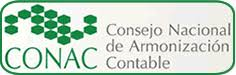 CONAC
Consejo Nacional
de Armonización
Contable